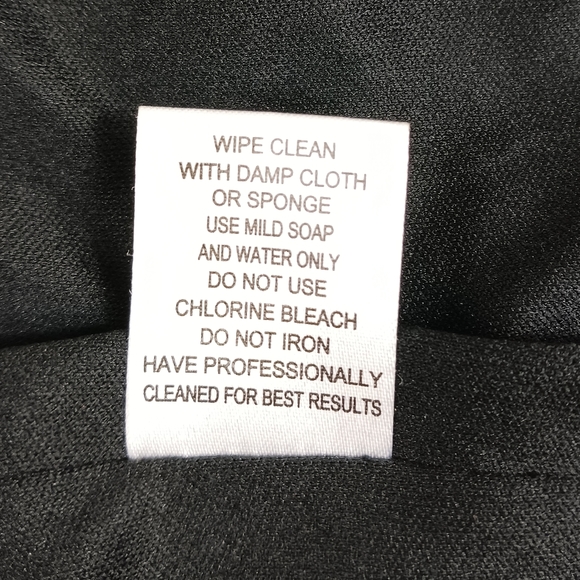 WIPE CLEAN
WITH DAMP CLOTH
OR SPONGE
USE MILD SOAP
AND WATER ONLY
DO NOT USE
CHLORINE BLEACH
DO NOT IRON
HAVE PROFESSIONALLY
CLEANED FOR BEST RESULTS